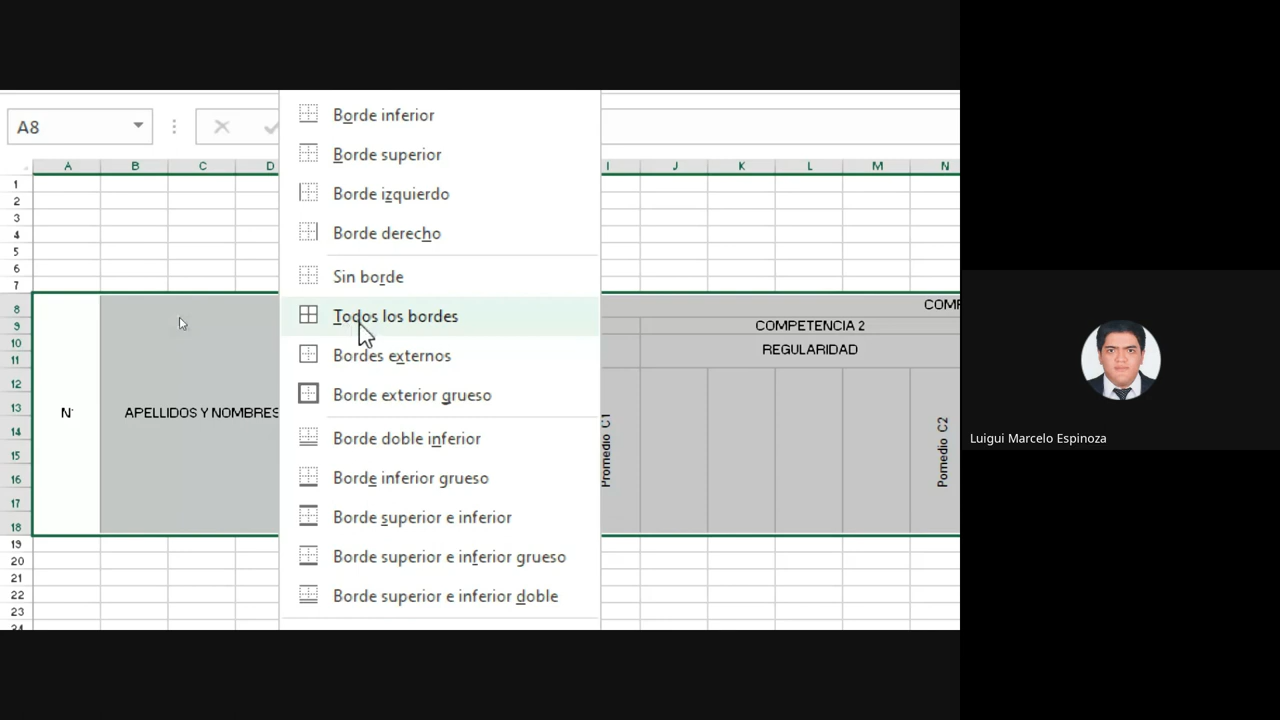 A8
A B C D I J K L M N
1
2
3
4
5
6
7
8
9
10
11
12
13
14
15
16
17
18
19
20
21
22
23
24
Borde inferior
Borde superior
Borde izquierdo
Borde derecho
Sin borde
Todos los bordes
Bordes externos
Borde exterior grueso
Borde doble inferior
Borde inferior grueso
Borde superior e inferior
Borde superior e inferior grueso
Borde superior e inferior doble
COMP
COMPETENCIA 2
REGULARIDAD
N°
APELLIDOS Y NOMBRES
Promedio C1
Pomedio C2
Luigui Marcelo Espinoza